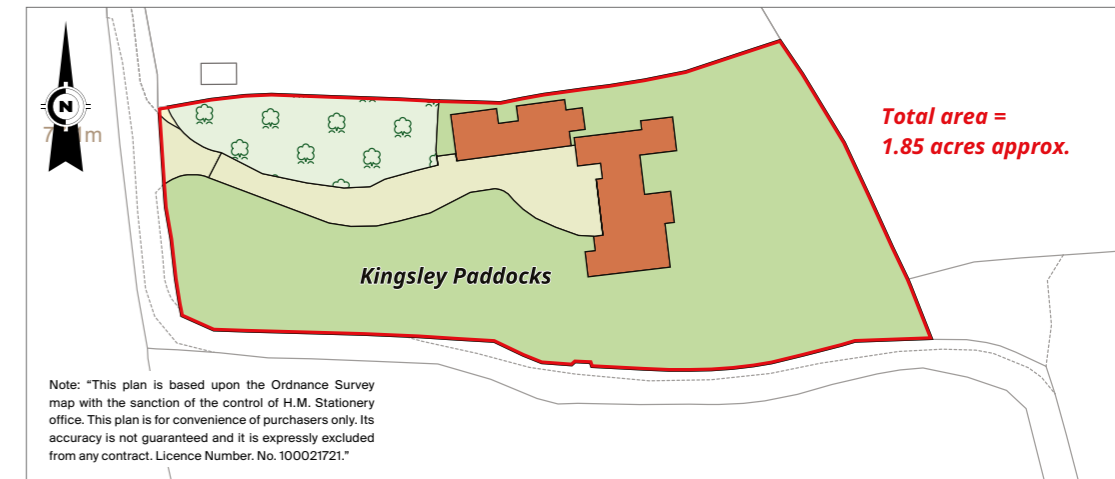 N
Total area =
1.85 acres approx.
Kingsley Paddocks
Note: “This plan is based upon the Ordnance Survey
map with the sanction of the control of H.M. Stationery
office. This plan is for convenience of purchasers only. Its
accuracy is not guaranteed and it is expressly excluded
from any contract. Licence Number. No. 100021721.”